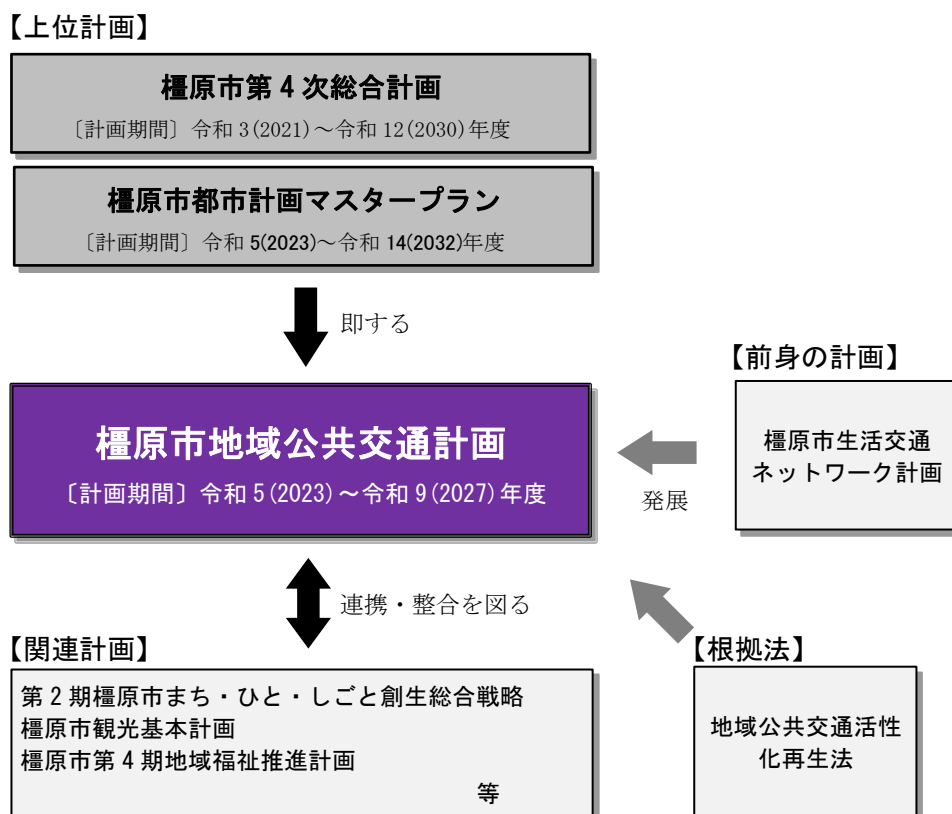 【上位計画】
橿原市第4次総合計画
〔計画期間〕令和3(2021)～令和12(2030)年度
橿原市都市計画マスタープラン
〔計画期間〕令和5(2023)～令和14(2032)年度
即する
【前身の計画】
橿原市生活交通
ネットワーク計画
発展
橿原市地域公共交通計画
〔計画期間〕令和5(2023)～令和9(2027)年度
連携・整合を図る
【関連計画】
第2期橿原市まち・ひと・しごと創生総合戦略
橿原市観光基本計画
橿原市第4期地域福祉推進計画
等
【根拠法】
地域公共交通活性
化再生法